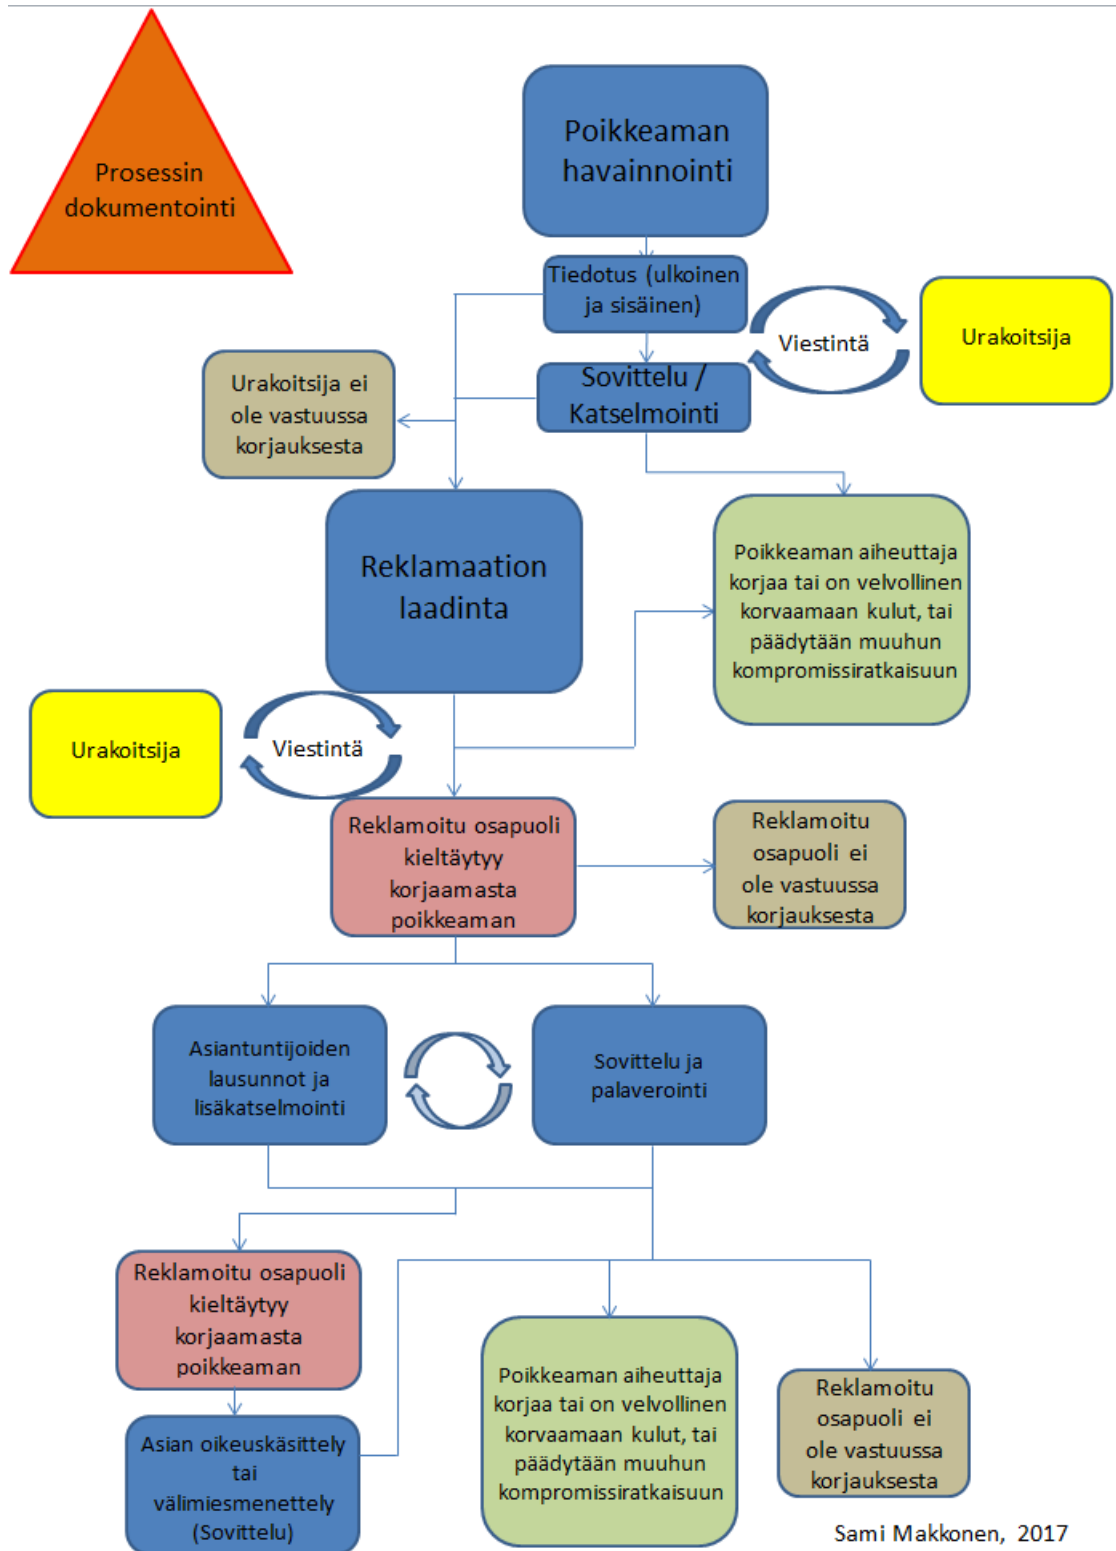 Prosessin
dokumentointi
Poikkeaman
havainnointi
Tiedotus (ulkoinen
ja sisäinen)
Viestintä
Urakoitsija
Urakoitsija ei
ole vastuussa
korjauksesta
Sovittelu /
Katselmointi
Reklamaation
laadinta
Poikkeaman aiheuttaja
korjaa tai on velvollinen
korvaamaan kulut, tai
päädytään muuhun
kompromissiratkaisuun
Urakoitsija
Viestintä
Reklamoitu osapuoli
kieltäytyy
korjaamasta
poikkeaman
Reklamoitu
osapuoli ei
ole vastuussa
korjauksesta
Asiantuntijoiden
lausunnot ja
lisäkatselmointi
Sovittelu ja
palaverointi
Reklamoitu osapuoli
kieltäytyy
korjaamasta
poikkeaman
Asian oikeuskäsittely
tai
välimiesmenettely
(Sovittelu)
Poikkeaman aiheuttaja
korjaa tai on velvollinen
korvaamaan kulut, tai
päädytään muuhun
kompromissiratkaisuun
Reklamoitu
osapuoli ei
ole vastuussa
korjauksesta
Sami Makkonen, 2017